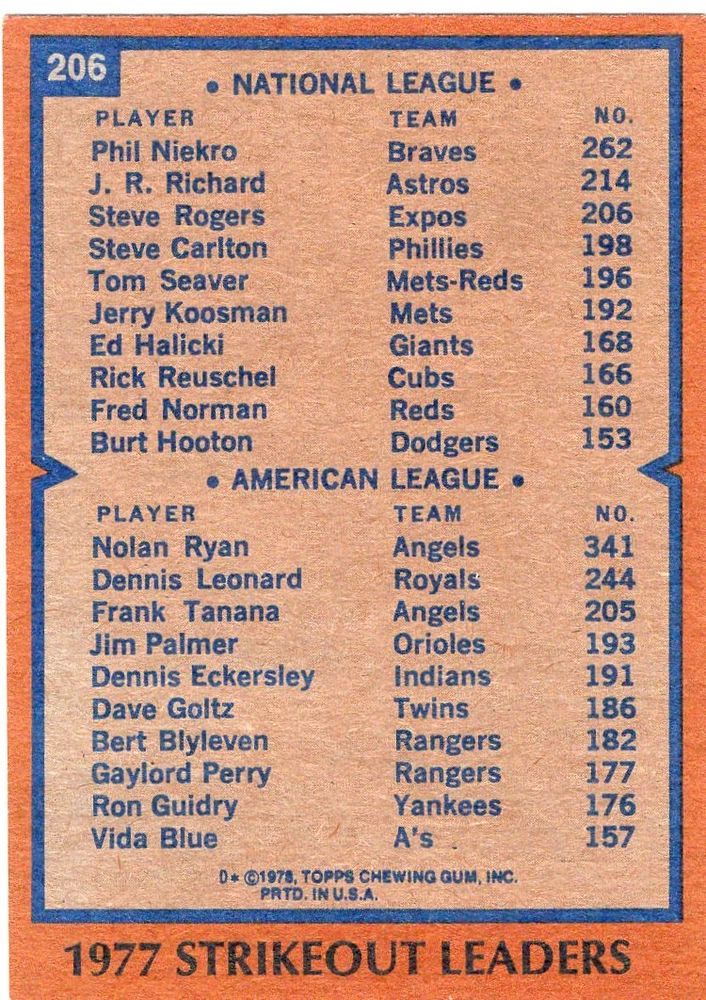 206
• NATIONAL LEAGUE •
PLAYER TEAM NO.
Phil Niekro Braves 262
J. R. Richard Astros 214
Steve Rogers Expos 206
Steve Carlton Phillies 198
Tom Seaver Mets-Reds 196
Jerry Koosman Mets 192
Ed Halicki Giants 168
Rick Reuschel Cubs 166
Fred Norman Reds 160
Burt Hooton Dodgers 153
• AMERICAN LEAGUE •
PLAYER TEAM NO.
Nolan Ryan Angels 341
Dennis Leonard Royals 244
Frank Tanana Angels 205
Jim Palmer Orioles 193
Dennis Eckersley Indians 191
Dave Goltz Twins 186
Bert Blyleven Rangers 182
Gaylord Perry Rangers 177
Ron Guidry Yankees 176
Vida Blue A's 157
D* ©1978, TOPPS CHEWING GUM, INC.
PRTD. IN U.S.A.
1977 STRIKEOUT LEADERS